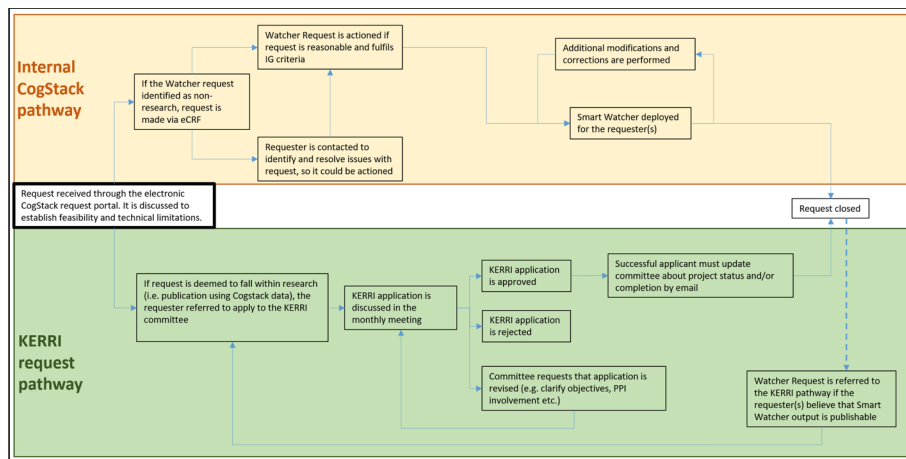 Internal
CogStack
pathway
If the Watcher request
identified as non-
research, request is
made via eCRF
Watcher Request is actioned if
request is reasonable and fulfils
IG criteria
Requester is contacted to
identify and resolve issues with
request, so it could be actioned
Additional modifications and
corrections are performed
Smart Watcher deployed
for the requester(s)
Request received through the electronic
CogStack request portal. It is discussed to
establish feasibility and technical limitations.
Request closed
KERRI
request
pathway
If request is deemed to fall within research
(i.e. publication using Cogstack data), the
requester referred to apply to the KERRI
committee
KERRI application is
discussed in the
monthly meeting
KERRI application
is approved
KERRI application
is rejected
Committee requests that application is
revised (e.g. clarify objectives, PPI
involvement etc.)
Successful applicant must update
committee about project status and/or
completion by email
Watcher Request is referred to
the KERRI pathway if the
requester(s) believe that Smart
Watcher output is publishable